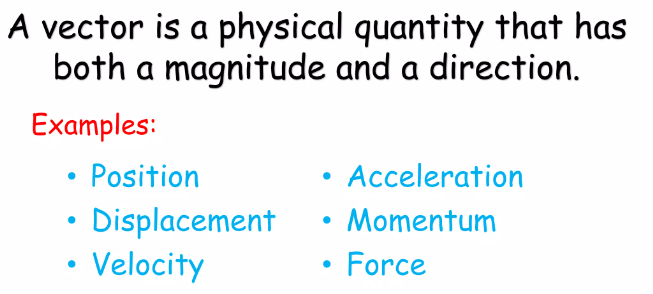 A vector is a physical quantity that has
both a magnitude and a direction.
Examples:
• Position
• Displacement
• Velocity
• Acceleration
• Momentum
• Force